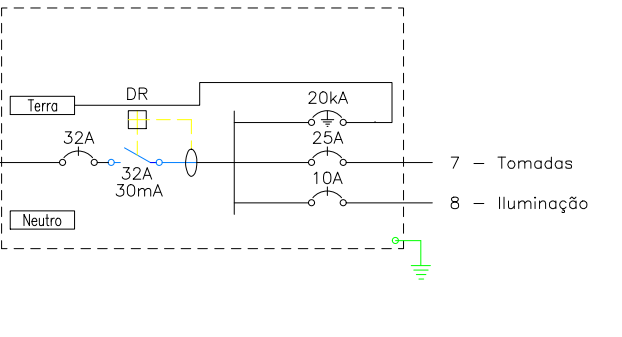 DR
20kA
Terra
32A
25A
32A
30mA
7 - Tomadas
10A
8 - Iluminação
Neutro